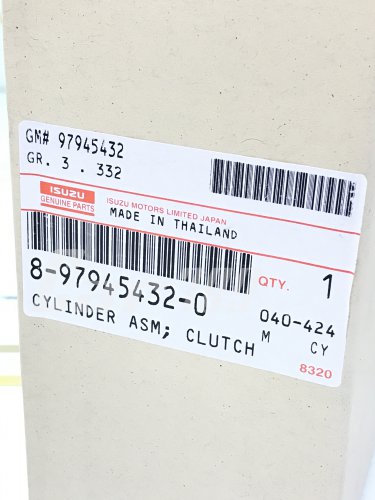 GM# 97945432
GR. 3 . 332
ISUZU
GENUINE PARTS
ISUZU MOTORS LIMITED JAPAN
MADE IN THAILAND
8-97945432-0
QTY. 1
CYLINDER ASM; CLUTCH
040-424
M CY
8320